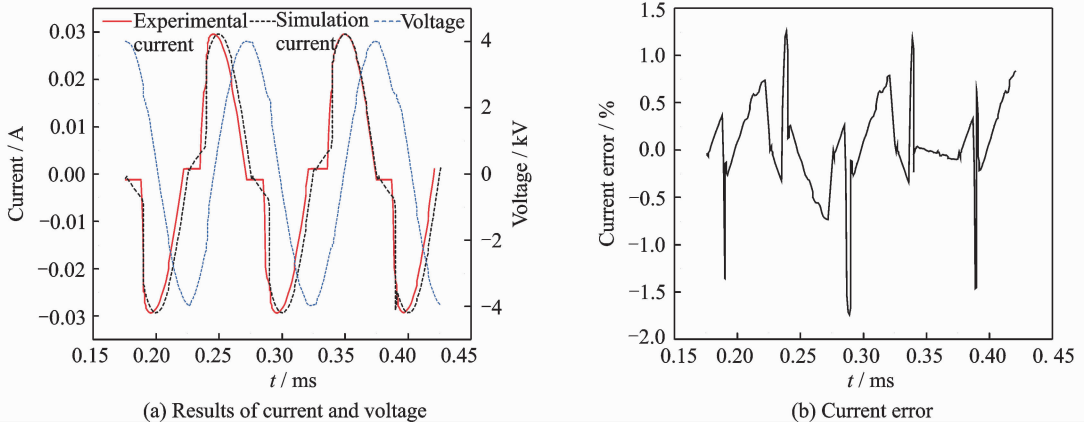 Experimental current
Simulation current
Voltage
0.03
0.02
0.01
0.00
−0.01
−0.02
−0.03
Current / A
4
2
0
−2
−4
Voltage / kV
0.15 0.20 0.25 0.30 0.35 0.40 0.45
t / ms
(a) Results of current and voltage
1.5
1.0
0.5
0.0
−0.5
−1.0
−1.5
−2.0
Current error / %
0.15 0.20 0.25 0.30 0.35 0.40 0. 45
t / ms
(b) Current error